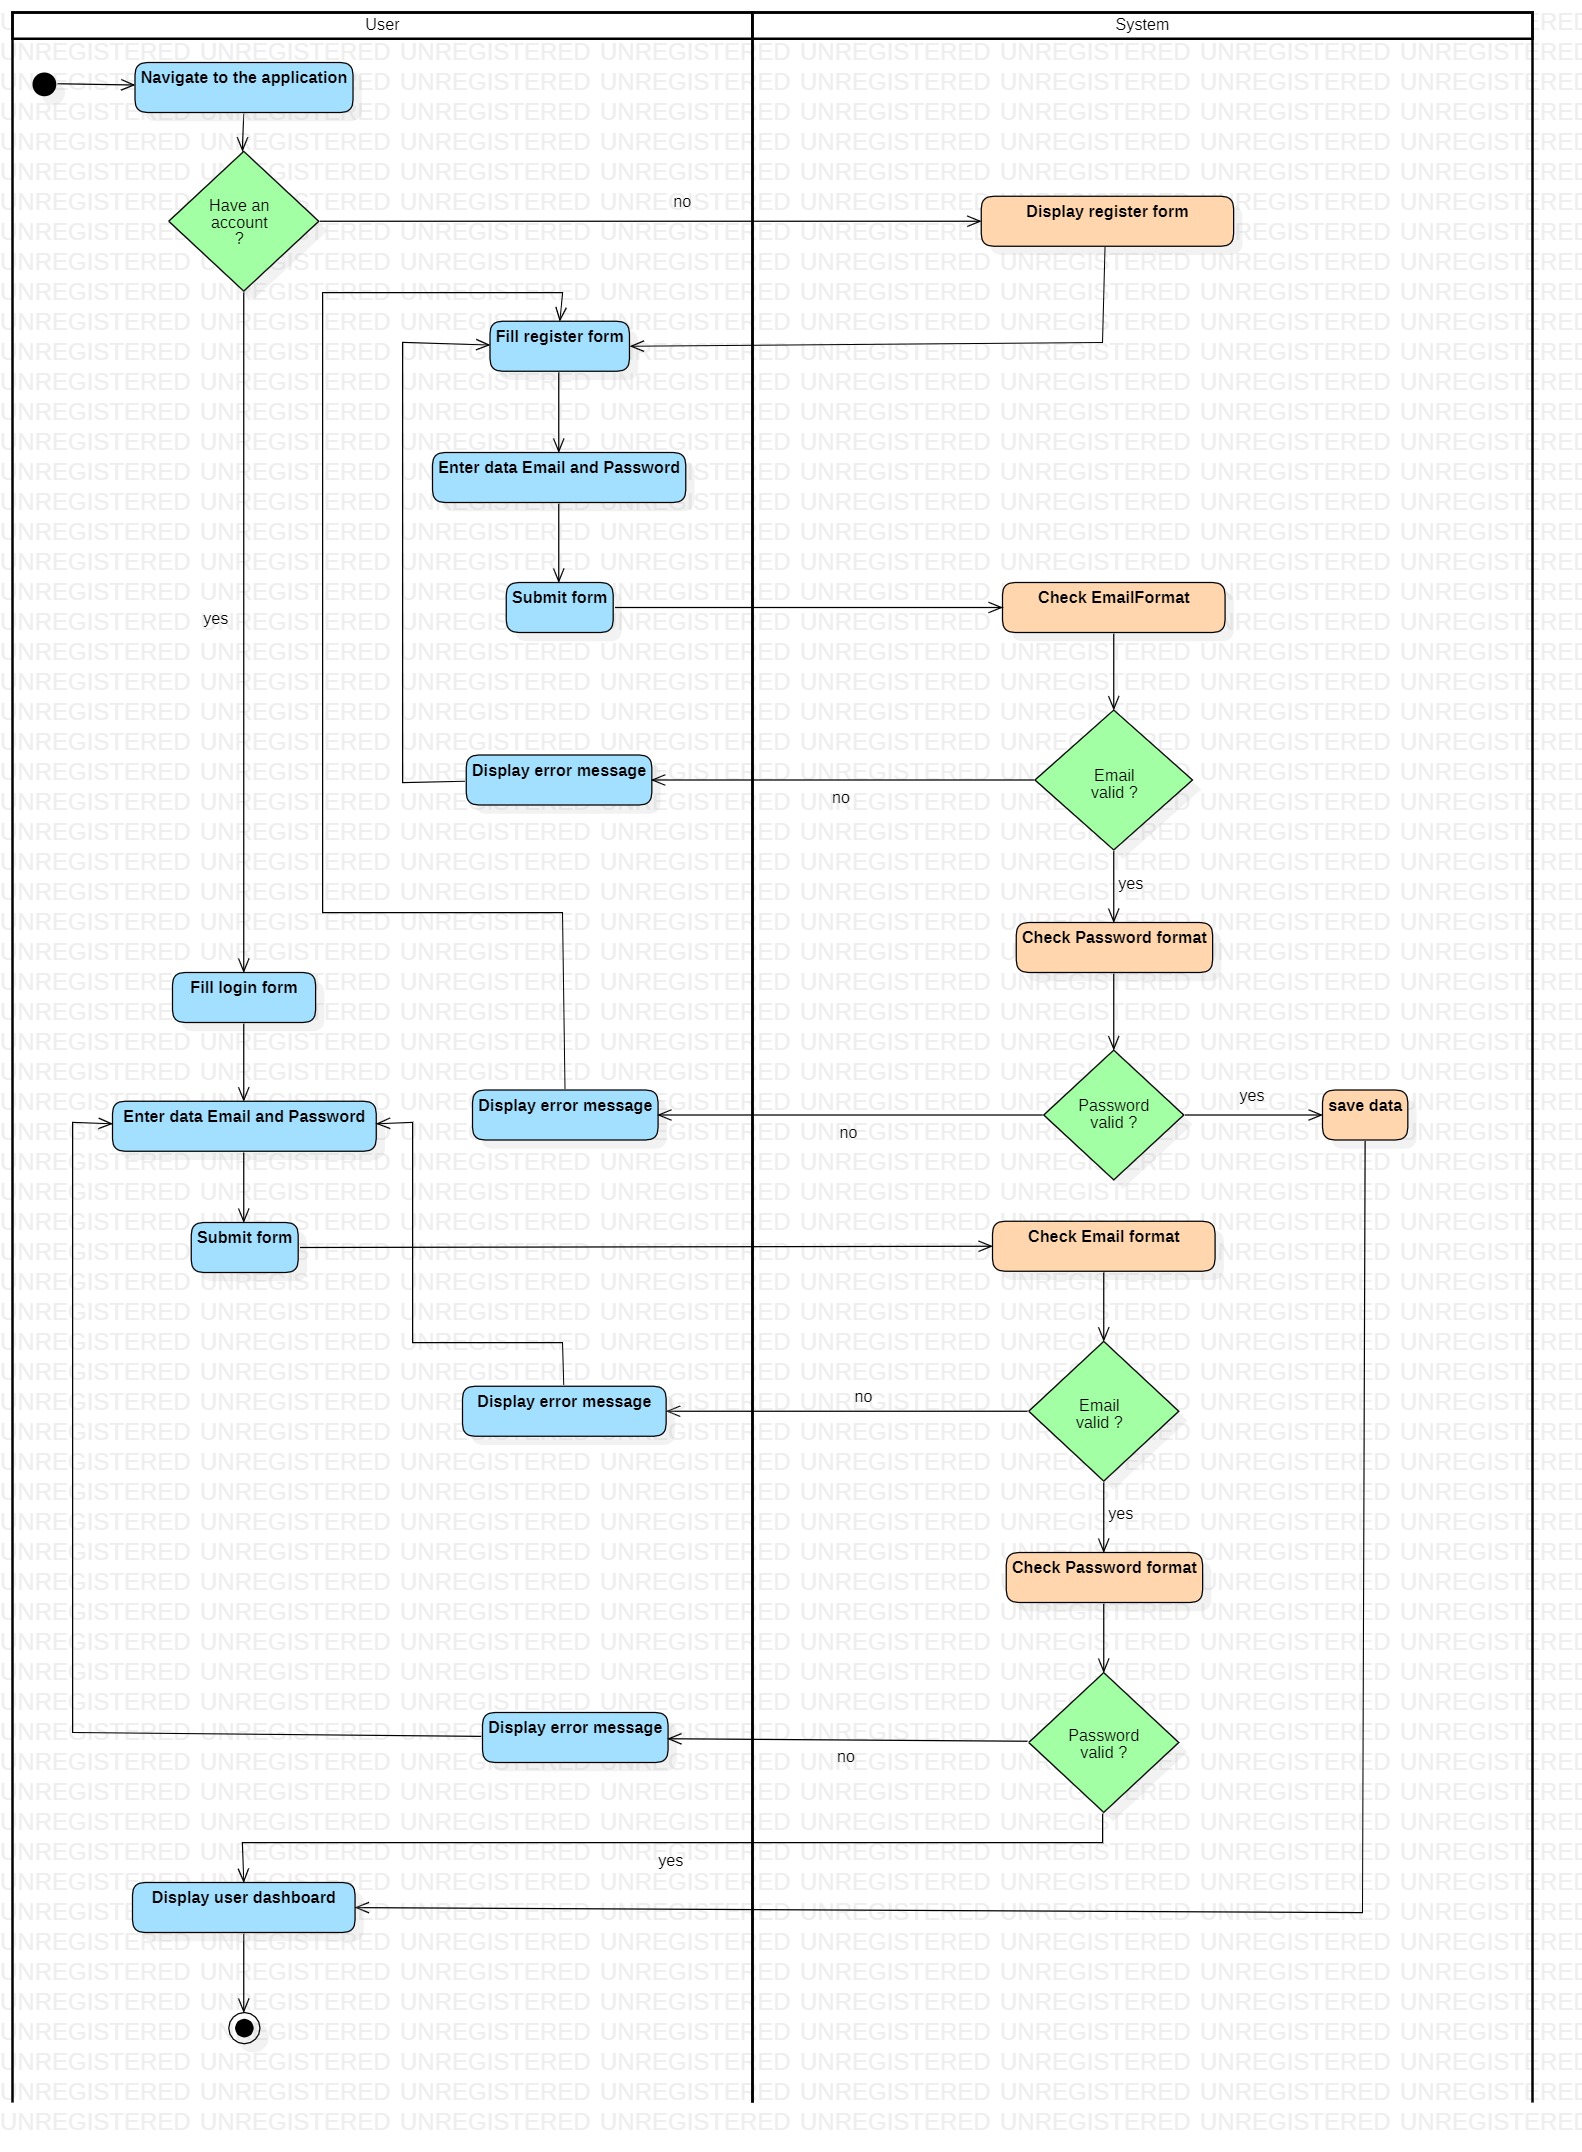 User
System
Navigate to the application
Have an
account
?
no
Display register form
Fill register form
Enter data Email and Password
Submit form
Check EmailFormat
yes
Display error message
no
Email
valid ?
yes
Check Password format
Fill login form
Enter data Email and Password
Display error message
no
Password
valid ?
yes
save data
Submit form
Check Email format
Display error message
no
Email
valid ?
yes
Check Password format
Display error message
no
Password
valid ?
yes
Display user dashboard
UNREGISTERED UNREGISTERED UNREGISTERED UNREGISTERED UNREGISTERED UNREGISTERED UNREGISTERED UNREGISTERED